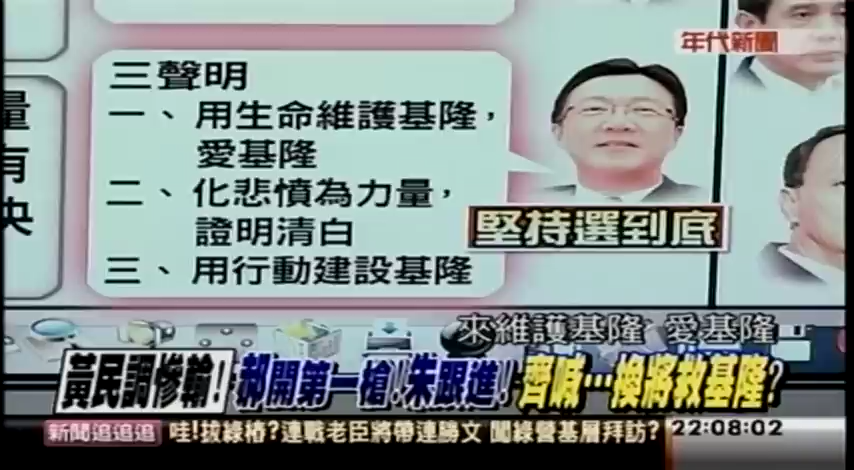 年代新聞
量
有
央
三聲明
一、用生命維護基隆，
愛基隆
二、化悲憤為力量，
證明清白
三、用行動建設基隆
堅持選到底
來維護基隆 愛基隆
黃民調慘輸！郝開第一槍！朱跟進！齊喊…換將救基隆？
新聞追追追 哇！拔綠樁？連戰老臣將帶連勝文 闖綠營基層拜訪？ 22:08:02